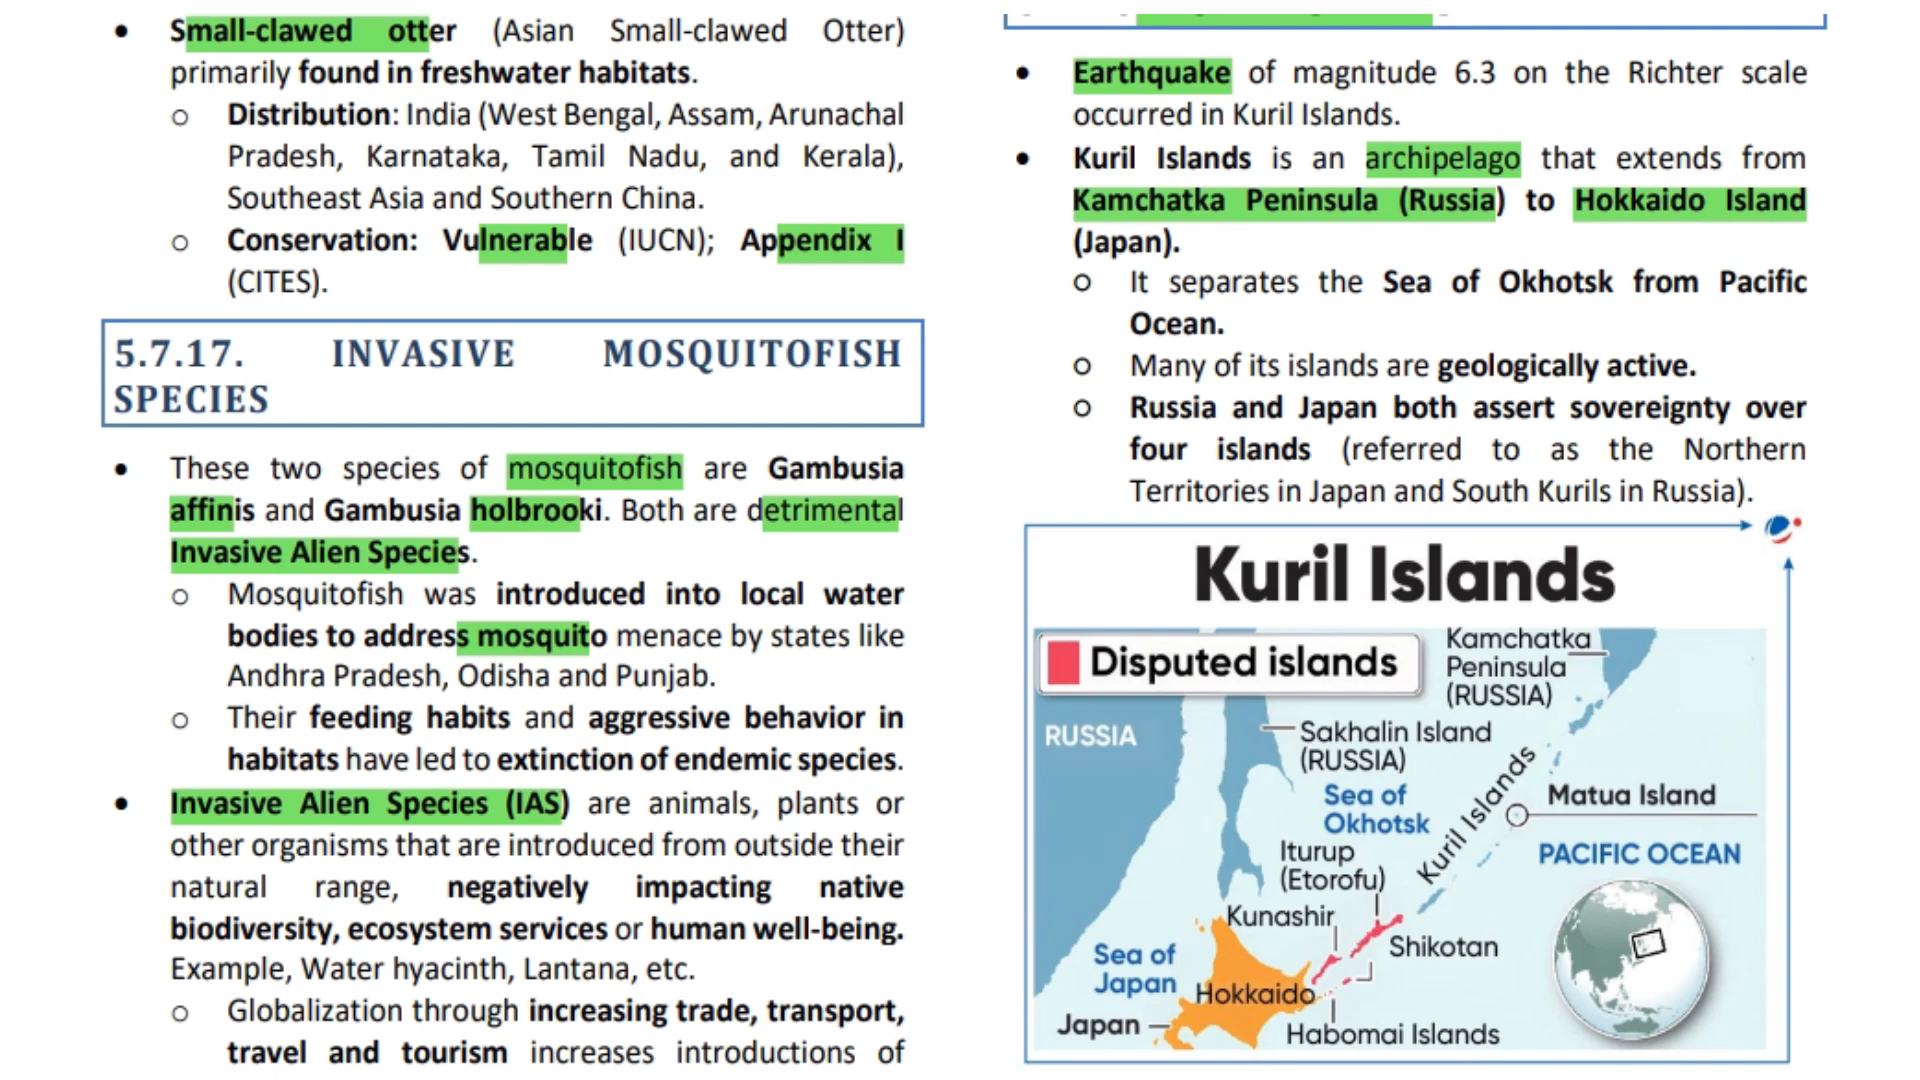 • Small-clawed otter (Asian Small-clawed Otter)
primarily found in freshwater habitats.
o Distribution: India (West Bengal, Assam, Arunachal
Pradesh, Karnataka, Tamil Nadu, and Kerala),
Southeast Asia and Southern China.
o Conservation: Vulnerable (IUCN); Appendix I
(CITES).
5.7.17. INVASIVE MOSQUITOFISH
SPECIES
• These two species of mosquitofish are Gambusia
affinis and Gambusia holbrooki. Both are detrimental
Invasive Alien Species.
o Mosquitofish was introduced into local water
bodies to address mosquito menace by states like
Andhra Pradesh, Odisha and Punjab.
o Their feeding habits and aggressive behavior in
habitats have led to extinction of endemic species.
• Invasive Alien Species (IAS) are animals, plants or
other organisms that are introduced from outside their
natural range, negatively impacting native
biodiversity, ecosystem services or human well-being.
Example, Water hyacinth, Lantana, etc.
o Globalization through increasing trade, transport,
travel and tourism increases introductions of
• Earthquake of magnitude 6.3 on the Richter scale
occurred in Kuril Islands.
• Kuril Islands is an archipelago that extends from
Kamchatka Peninsula (Russia) to Hokkaido Island
(Japan).
o It separates the Sea of Okhotsk from Pacific
Ocean.
o Many of its islands are geologically active.
o Russia and Japan both assert sovereignty over
four islands (referred to as the Northern
Territories in Japan and South Kurils in Russia).
Kuril Islands
Disputed islands
Kamchatka
Peninsula
(RUSSIA)
RUSSIA
Sakhalin Island
(RUSSIA)
Sea of
Okhotsk
Kuril Islands
Matua Island
PACIFIC OCEAN
Iturup
(Etorofu)
Kunashir
Shikotan
Sea of
Japan
Hokkaido
Japan
Habomai Islands